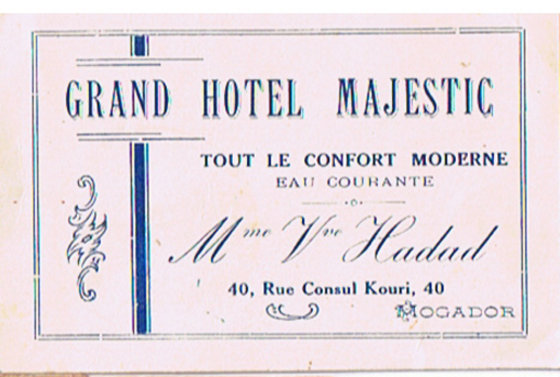 GRAND HOTEL MAJESTIC
TOUT LE CONFORT MODERNE
EAU COURANTE
Mme Vve Hadad
40, Rue Consul Kouri, 40
MOGADOR